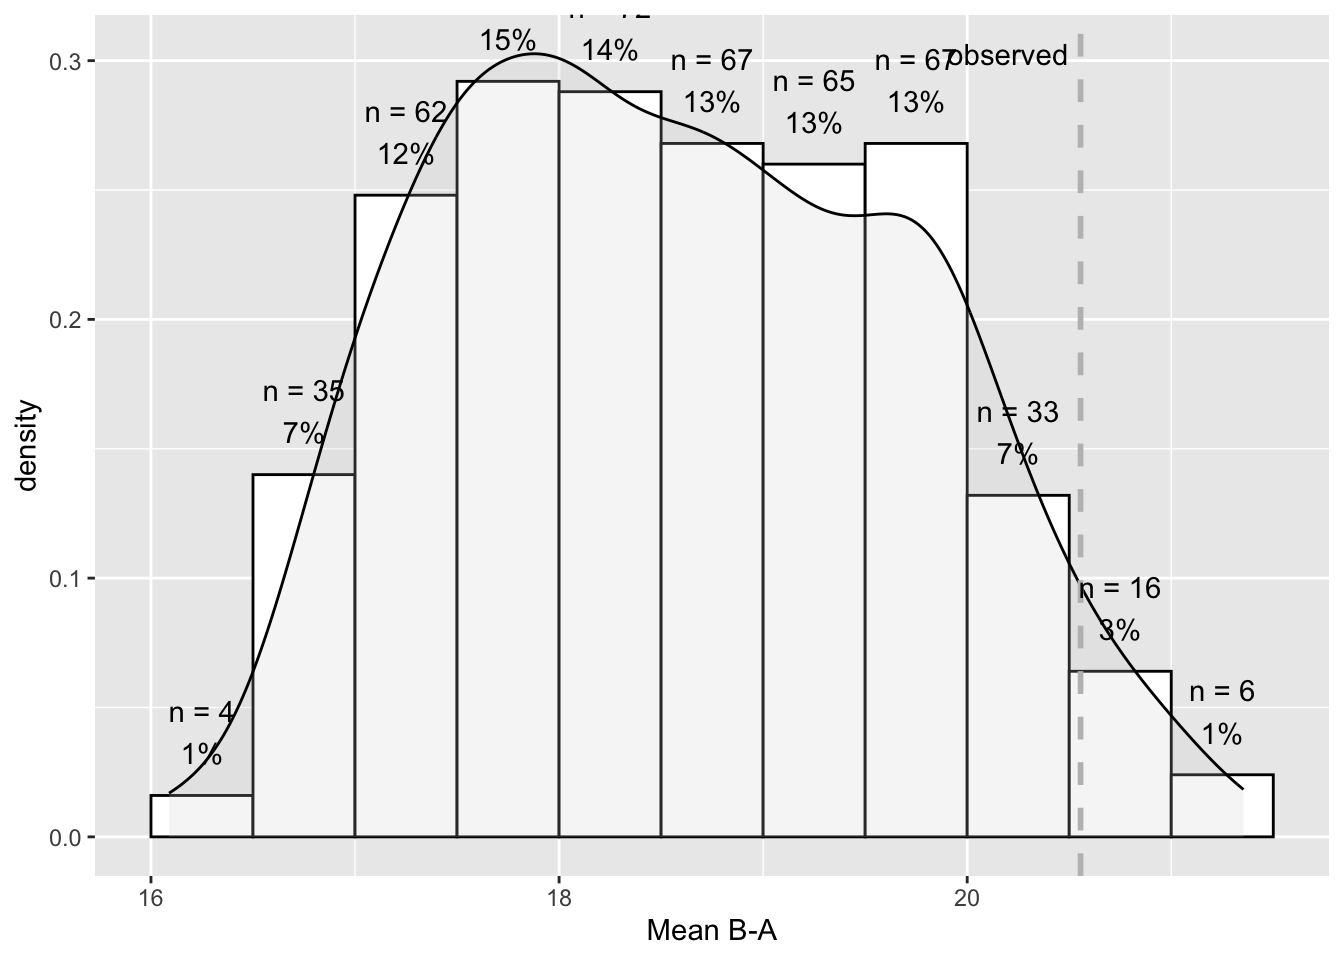 15%
14%
n = 67
13%
n = 65
13%
n = 67
13%
observed
n = 62
12%
n = 35
7%
n = 33
7%
n = 16
3%
n = 4
1%
n = 6
1%
0.3
0.2
0.1
0.0
density
16
18
20
Mean B-A